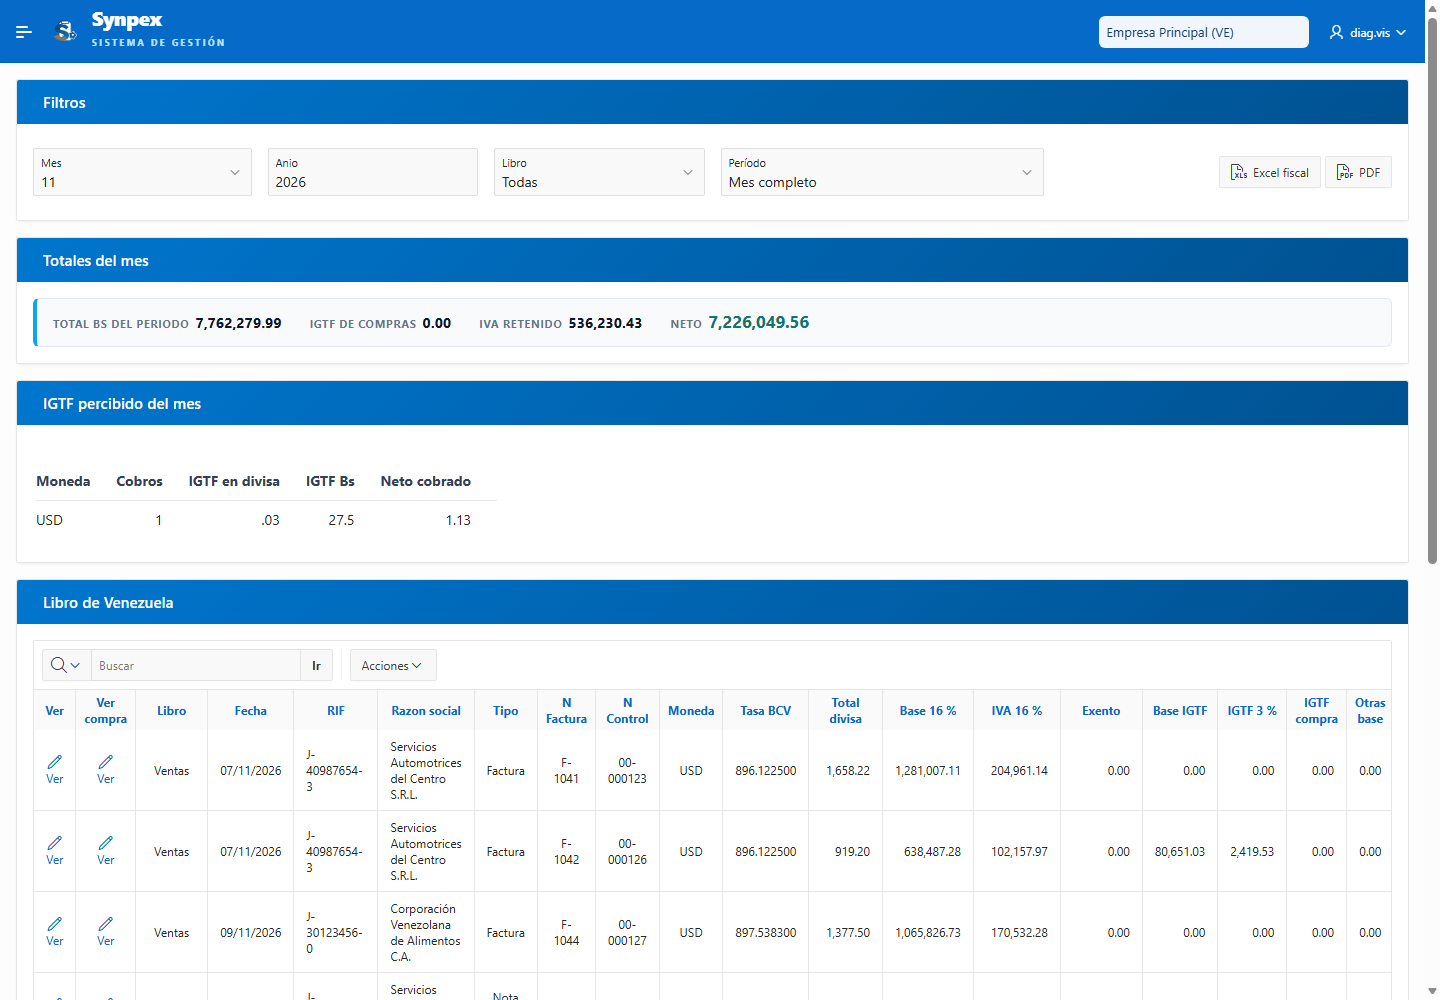 Synpex
SISTEMA DE GESTIÓN
Empresa Principal (VE)
diag.vis
Filtros
Mes
11
Anio
2026
Libro
Todas
Período
Mes completo
XLS Excel fiscal
PDF PDF
Totales del mes
TOTAL BS DEL PERIODO 7,762,279.99 IGTF DE COMPRAS 0.00 IVA RETENIDO 536,230.43 NETO 7,226,049.56
IGTF percibido del mes
Moneda Cobros IGTF en divisa IGTF Bs Neto cobrado
USD 1 .03 27.5 1.13
Libro de Venezuela
Buscar Ir Acciones
Ver Ver compra Libro Fecha RIF Razon social Tipo N Factura N Control Moneda Tasa BCV Total divisa Base 16 % IVA 16 % Exento Base IGTF IGTF 3 % IGTF compra Otras base
Ver Ver Ventas 07/11/2026 J-40987654-3 Servicios Automotrices del Centro S.R.L. Factura F-1041 00-000123 USD 896.122500 1,658.22 1,281,007.11 204,961.14 0.00 0.00 0.00 0.00 0.00
Ver Ver Ventas 07/11/2026 J-40987654-3 Servicios Automotrices del Centro S.R.L. Factura F-1042 00-000126 USD 896.122500 919.20 638,487.28 102,157.97 0.00 80,651.03 2,419.53 0.00 0.00
Ver Ver Ventas 09/11/2026 J-30123456-0 Corporación Venezolana de Alimentos C.A. Factura F-1044 00-000127 USD 897.538300 1,377.50 1,065,826.73 170,532.28 0.00 0.00 0.00 0.00 0.00
J- Servicios Nota